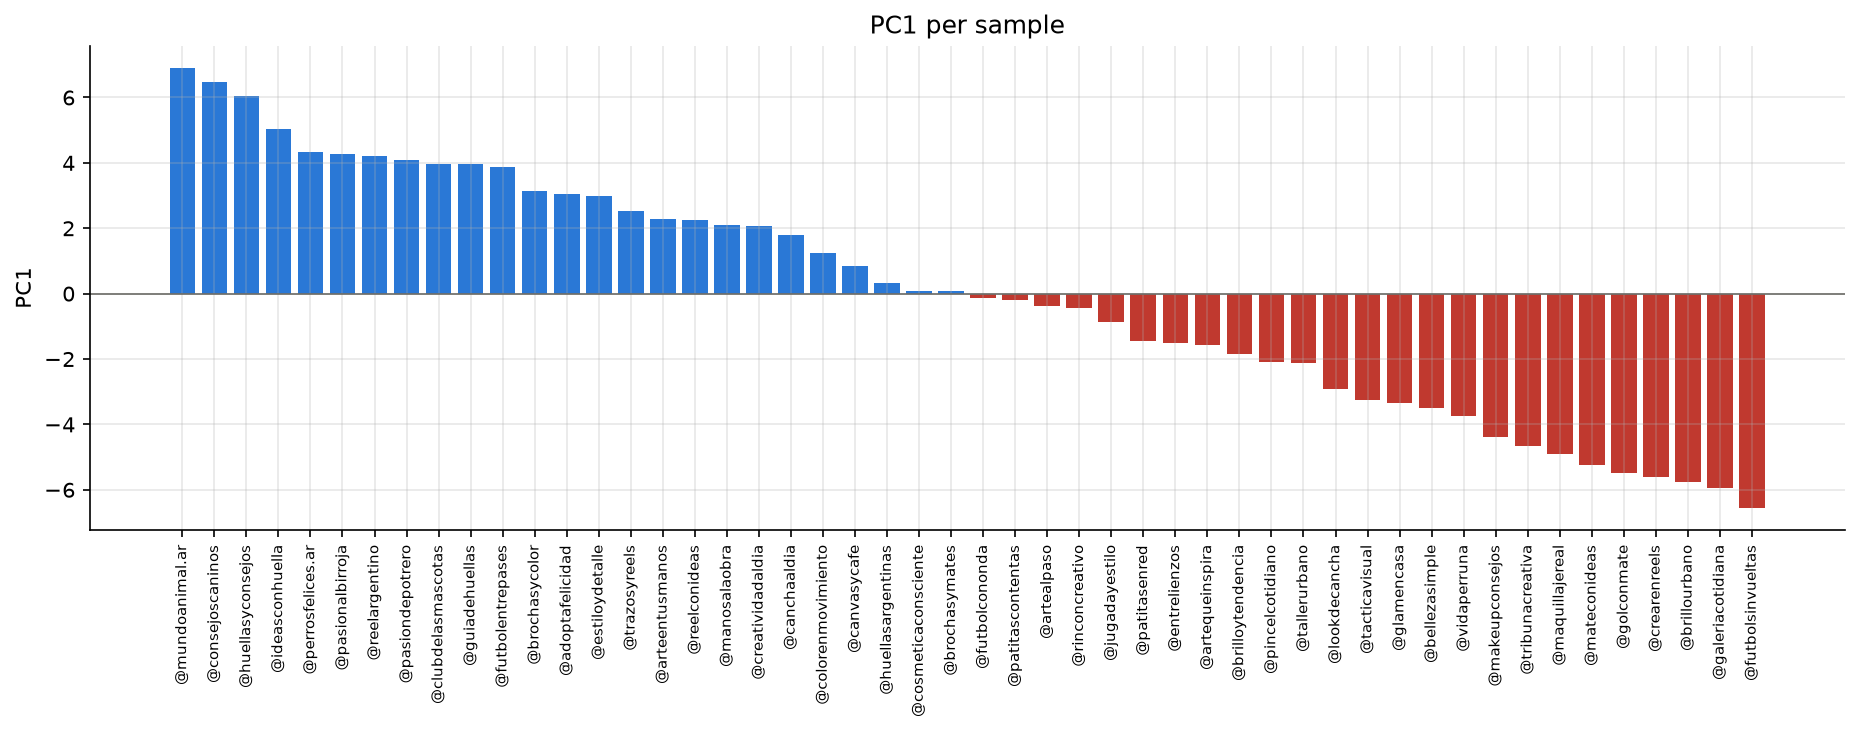 PC1 per sample
PC1
6
4
2
0
−2
−4
−6
@mundoanimal.ar
@consejoscaninos
@huellasyconsejos
@ideasconhuella
@perrosfelices.ar
@pasionalbirroja
@reelargentino
@pasiondepotrero
@clubdelasmascotas
@guiadehuellas
@futbolentrepases
@brochasycolor
@adoptafelicidad
@estiloydetalle
@trazosyreels
@arteentusmanos
@reelconideas
@manosalaobra
@creatividadaldia
@canchaaldia
@colorenmovimiento
@canvasycafe
@huellasargentinas
@cosmeticaconsciente
@brochasymates
@futbolcononda
@patitascontentas
@artealpaso
@rinconcreativo
@jugadayestilo
@patitasenred
@entrelienzos
@artequeinspira
@brilloytendencia
@pincelcotidiano
@tallerurbano
@lookdecancha
@tacticavisual
@glamencasa
@bellezasimple
@vidaperruna
@makeupconsejos
@tribunacreativa
@maquillajereal
@mateconideas
@golconmate
@crearenreels
@brillourbano
@galeriacotidiana
@futbolsinvueltas